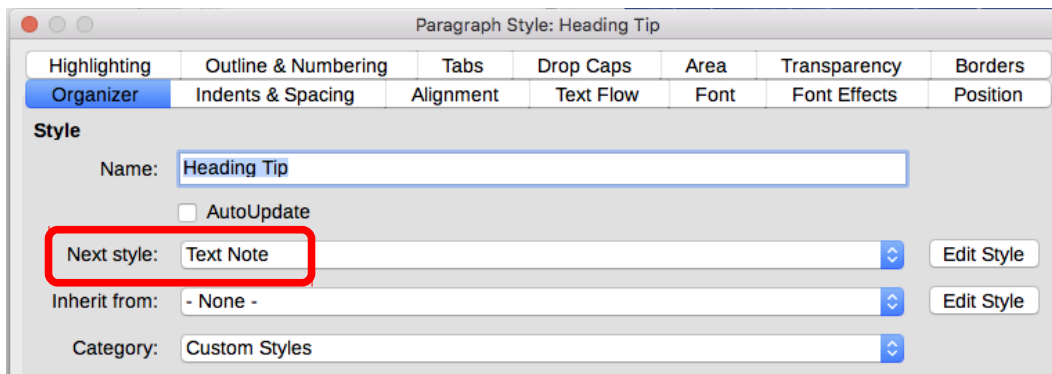 Paragraph Style: Heading Tip
Highlighting Outline & Numbering Tabs Drop Caps Area Transparency Borders
Organizer Indents & Spacing Alignment Text Flow Font Font Effects Position
Style
Name: Heading Tip
AutoUpdate
Next style: Text Note Edit Style
Inherit from: - None - Edit Style
Category: Custom Styles